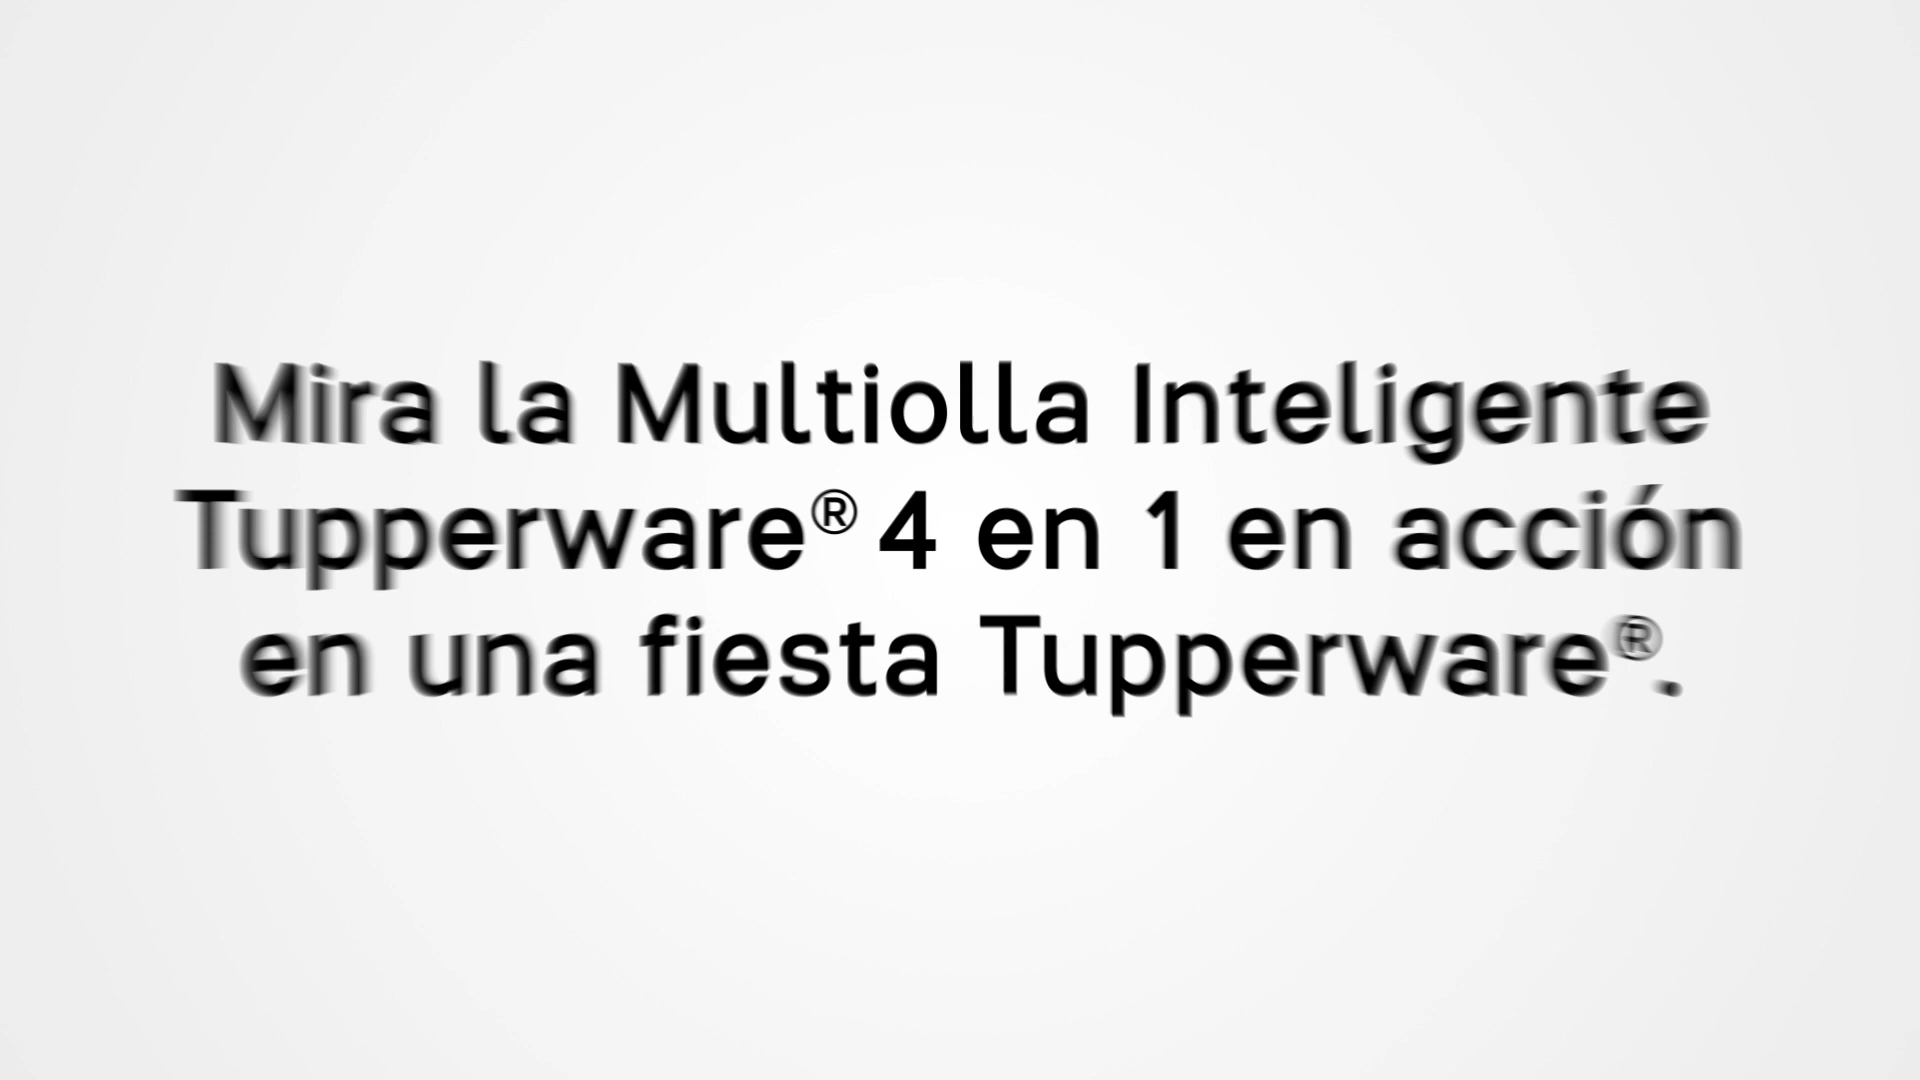 Mira la Multiolla Inteligente
Tupperware® 4 en 1 en acción
en una fiesta Tupperware®.